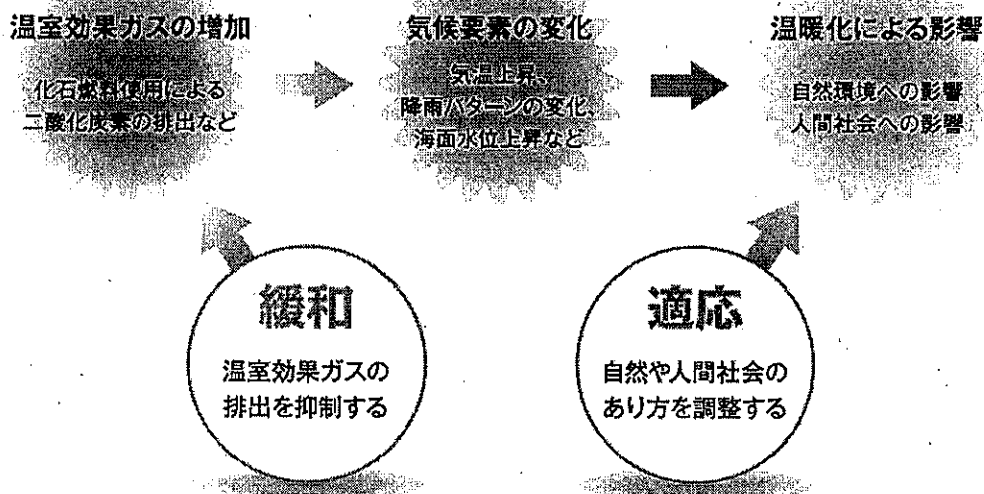 温室効果ガスの増加
化石燃料使用による
二酸化炭素の排出など
気候要素の変化
気温上昇、
降雨パターンの変化、
海面水位上昇など
温暖化による影響
自然環境への影響
人間社会への影響
緩和
温室効果ガスの
排出を抑制する
適応
自然や人間社会の
あり方を調整する